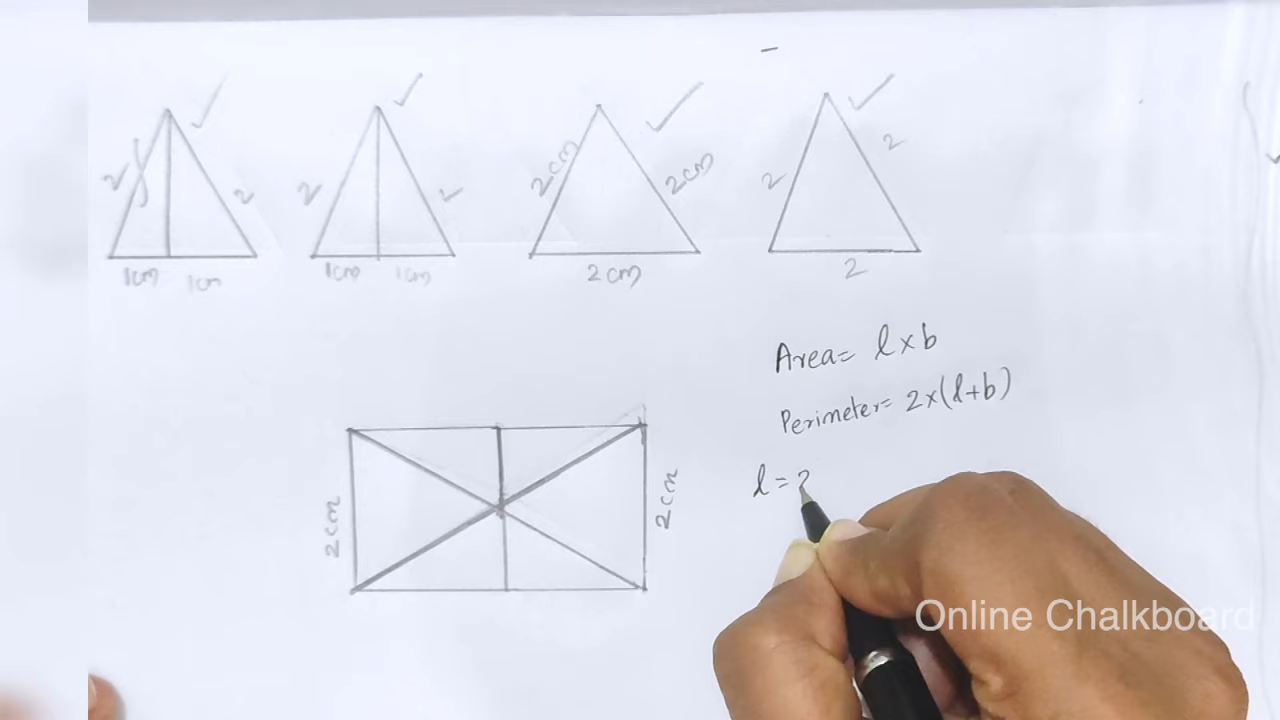 2 2 2 2cm 2cm 2 2
1cm 1cm 1cm 1cm 2cm 2
Area= l×b
Perimeter= 2×(l+b)
l=2
2cm 2cm
Online Chalkboard